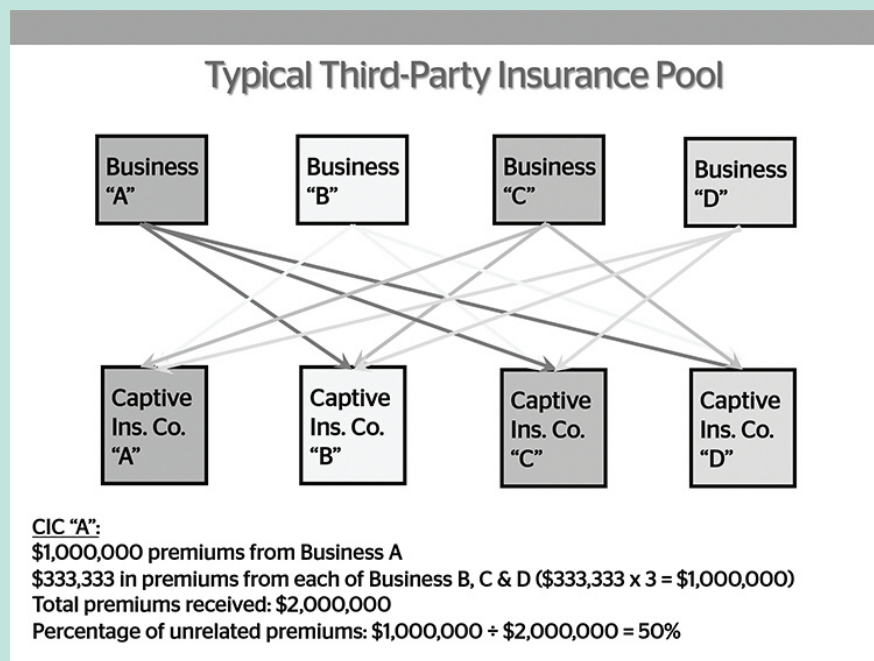 Typical Third-Party Insurance Pool
Business
“A”
Business
“B”
Business
“C”
Business
“D”
Captive
Ins. Co.
“A”
Captive
Ins. Co.
“B”
Captive
Ins. Co.
“C”
Captive
Ins. Co.
“D”
CIC “A”:
$1,000,000 premiums from Business A
$333,333 in premiums from each of Business B, C & D ($333,333 x 3 = $1,000,000)
Total premiums received: $2,000,000
Percentage of unrelated premiums: $1,000,000 ÷ $2,000,000 = 50%